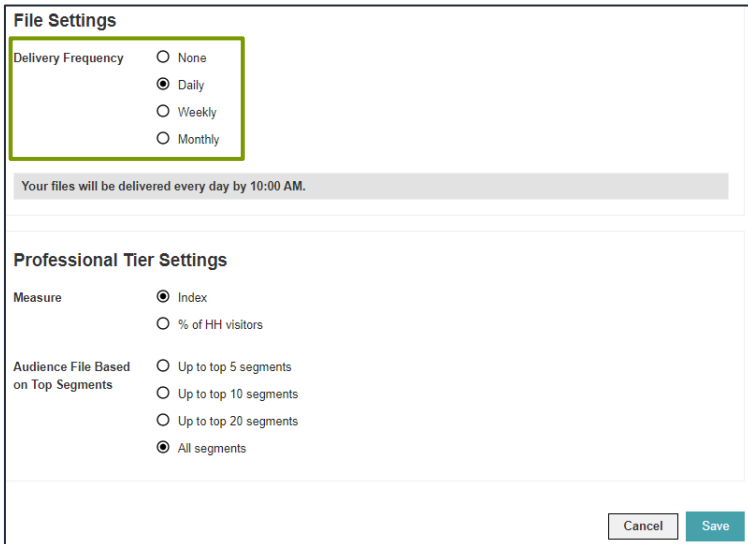 File Settings
Delivery Frequency
None
Daily
Weekly
Monthly
Your files will be delivered every day by 10:00 AM.
Professional Tier Settings
Measure
Index
% of HH visitors
Audience File Based
on Top Segments
Up to top 5 segments
Up to top 10 segments
Up to top 20 segments
All segments
Cancel
Save